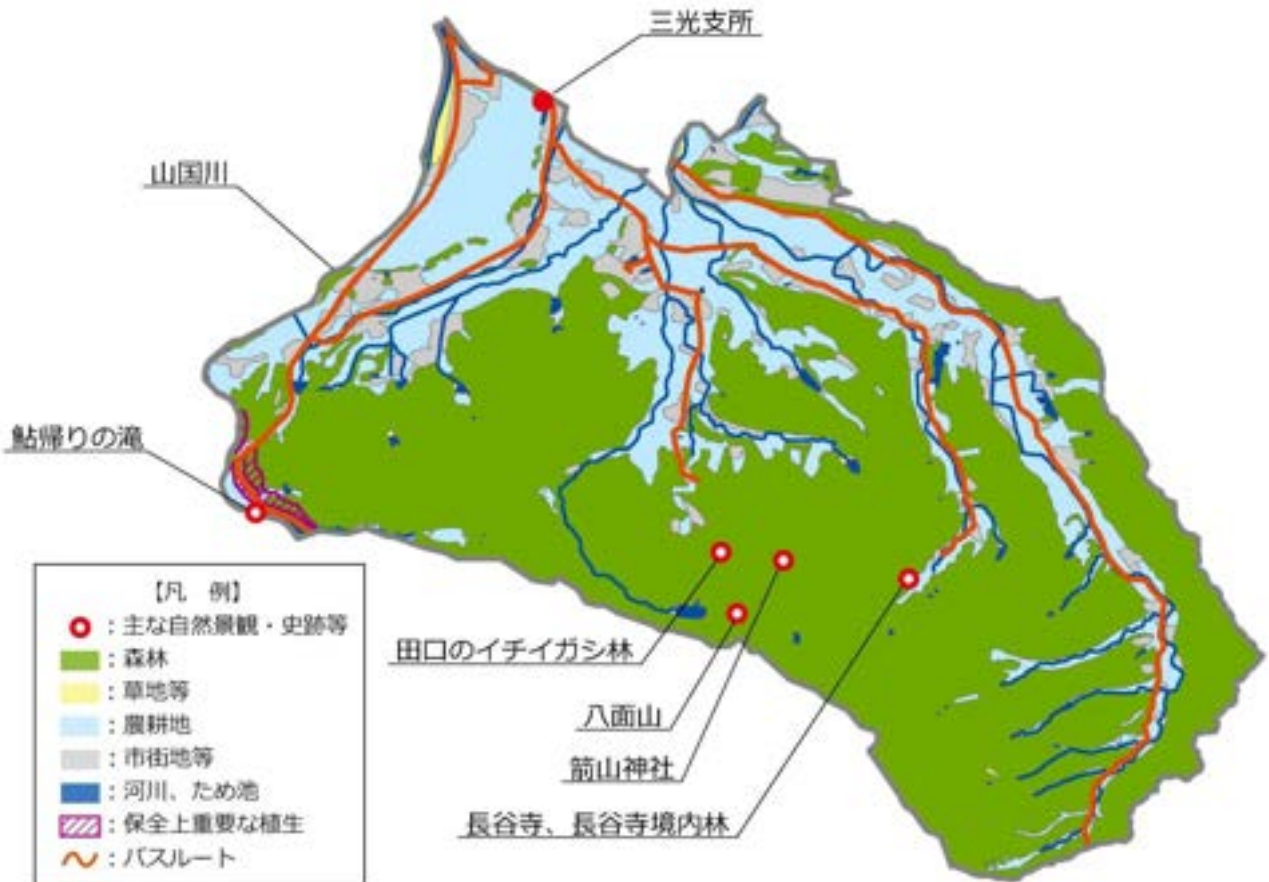 三光支所
山国川
鮎帰りの滝
田口のイチイガシ林
八面山
箭山神社
長谷寺、長谷寺境内林
【凡 例】
：主な自然景観・史跡等
：森林
：草地等
：農耕地
：市街地等
：河川、ため池
：保全上重要な植生
：バスルート